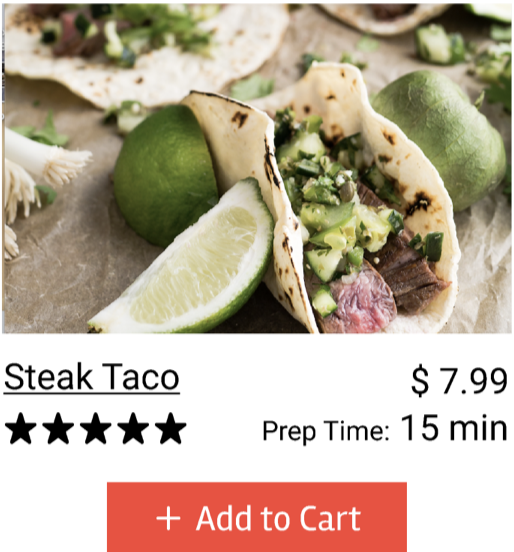 Steak Taco
$ 7.99
★★★★★
Prep Time: 15 min
+ Add to Cart